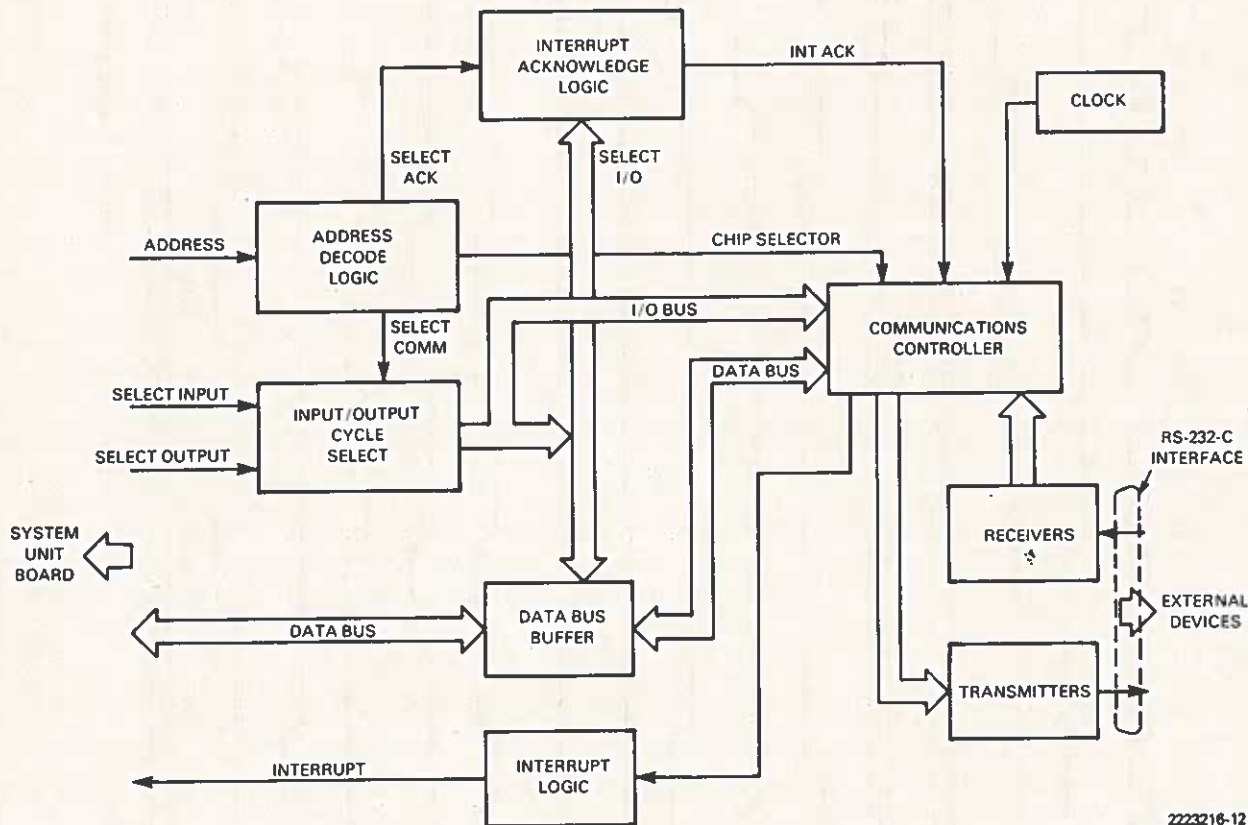 INTERRUPT
ACKNOWLEDGE
LOGIC
INT ACK
CLOCK
SELECT
ACK
SELECT
I/O
ADDRESS
ADDRESS
DECODE
LOGIC
CHIP SELECTOR
SELECT
COMM
I/O BUS
COMMUNICATIONS
CONTROLLER
DATA BUS
SELECT INPUT
SELECT OUTPUT
INPUT/OUTPUT
CYCLE
SELECT
RS-232-C
INTERFACE
SYSTEM
UNIT
BOARD
RECEIVERS
DATA BUS
DATA BUS
BUFFER
EXTERNAL
DEVICES
TRANSMITTERS
INTERRUPT
INTERRUPT
LOGIC
2223216-12